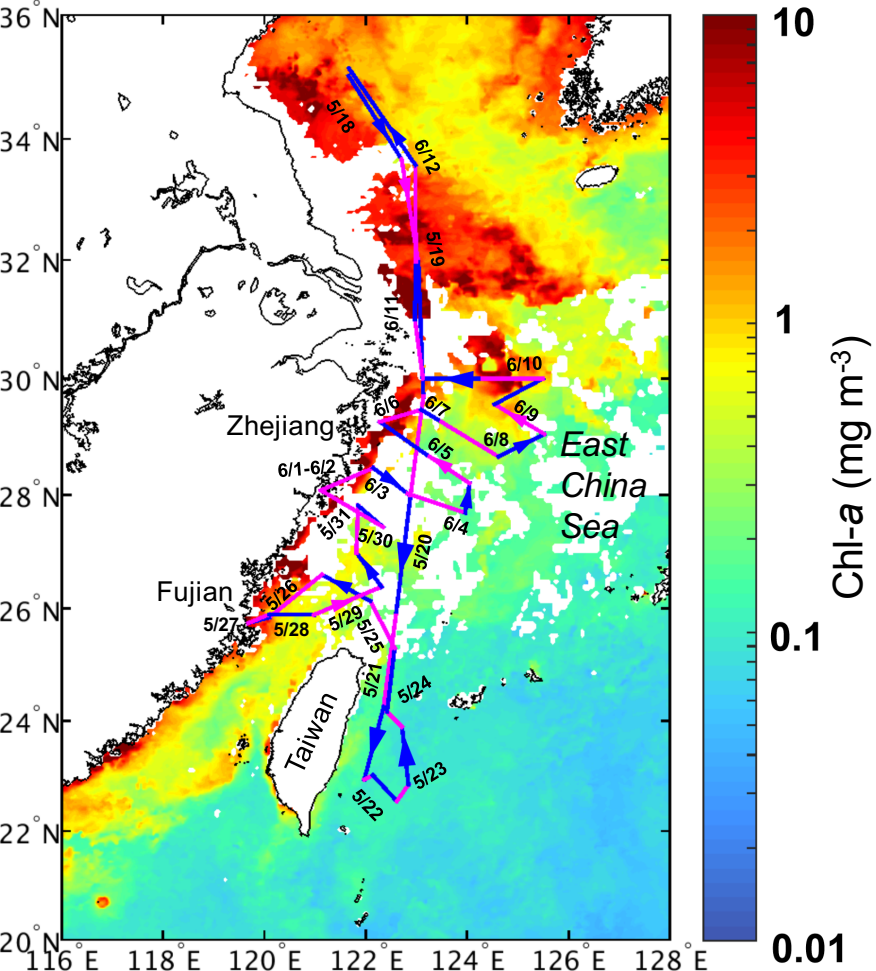 36°N
34°N
32°N
30°N
28°N
26°N
24°N
22°N
20°N
116°E
118°E
120°E
122°E
124°E
126°E
128°E
5/18
6/12
5/19
6/11
6/10
6/9
6/8
6/7
6/6
Zhejiang
6/5
East
China
Sea
6/1-6/2
6/3
6/4
5/31
5/30
5/20
Fujian
5/26
5/27
5/28
5/29
5/25
5/21
5/24
Taiwan
5/23
5/22
10
1
0.1
0.01
Chl-a (mg m-3)